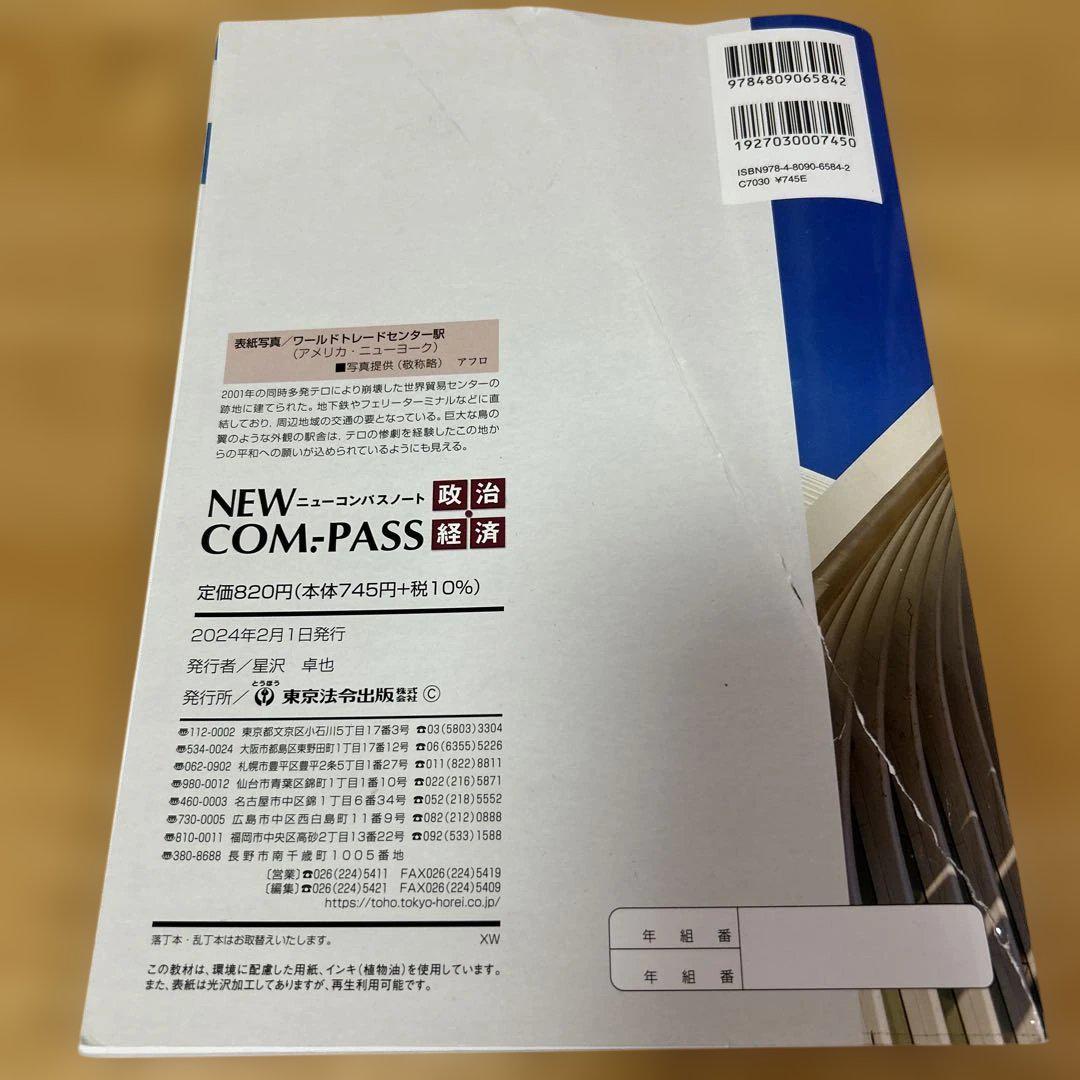 9784809065842
1927030007450
ISBN978-4-8090-6584-2
C7030 ¥745E
表紙写真／ワールドトレードセンター駅
（アメリカ・ニューヨーク）
■写真提供（敬称略） アフロ
2001年の同時多発テロにより崩壊した世界貿易センターの
跡地に建てられた。地下鉄やフェリーターミナルなどに直
結しており，周辺地域の交通の要となっている。巨大な鳥の
翼のような外観の駅舎は，テロの惨劇を経験したこの地か
らの平和への願いが込められているようにも見える。
NEW ニューコンパスノート 政治
COM.-PASS 経済
定価820円（本体745円＋税10％）
2024年2月1日発行
発行者／星沢 卓也
とうほう
発行所／東京法令出版株式会社 ©
〠112-0002 東京都文京区小石川5丁目17番3号 ☎03(5803)3304
〠534-0024 大阪市都島区東野田町1丁目17番12号 ☎06(6355)5226
〠062-0902 札幌市豊平区豊平2条5丁目1番27号 ☎011(822)8811
〠980-0012 仙台市青葉区錦町1丁目1番10号 ☎022(216)5871
〠460-0003 名古屋市中区錦1丁目6番34号 ☎052(218)5552
〠730-0005 広島市中区西白島町11番9号 ☎082(212)0888
〠810-0011 福岡市中央区高砂2丁目13番22号 ☎092(533)1588
〠380-8688 長野市南千歳町1005番地
〔営業〕☎026(224)5411 FAX026(224)5419
〔編集〕☎026(224)5421 FAX026(224)5409
https://toho.tokyo-horei.co.jp/
落丁本・乱丁本はお取替えいたします。 XW
この教材は、環境に配慮した用紙、インキ（植物油）を使用しています。
また、表紙は光沢加工してありますが、再生利用可能です。
年 組 番
年 組 番